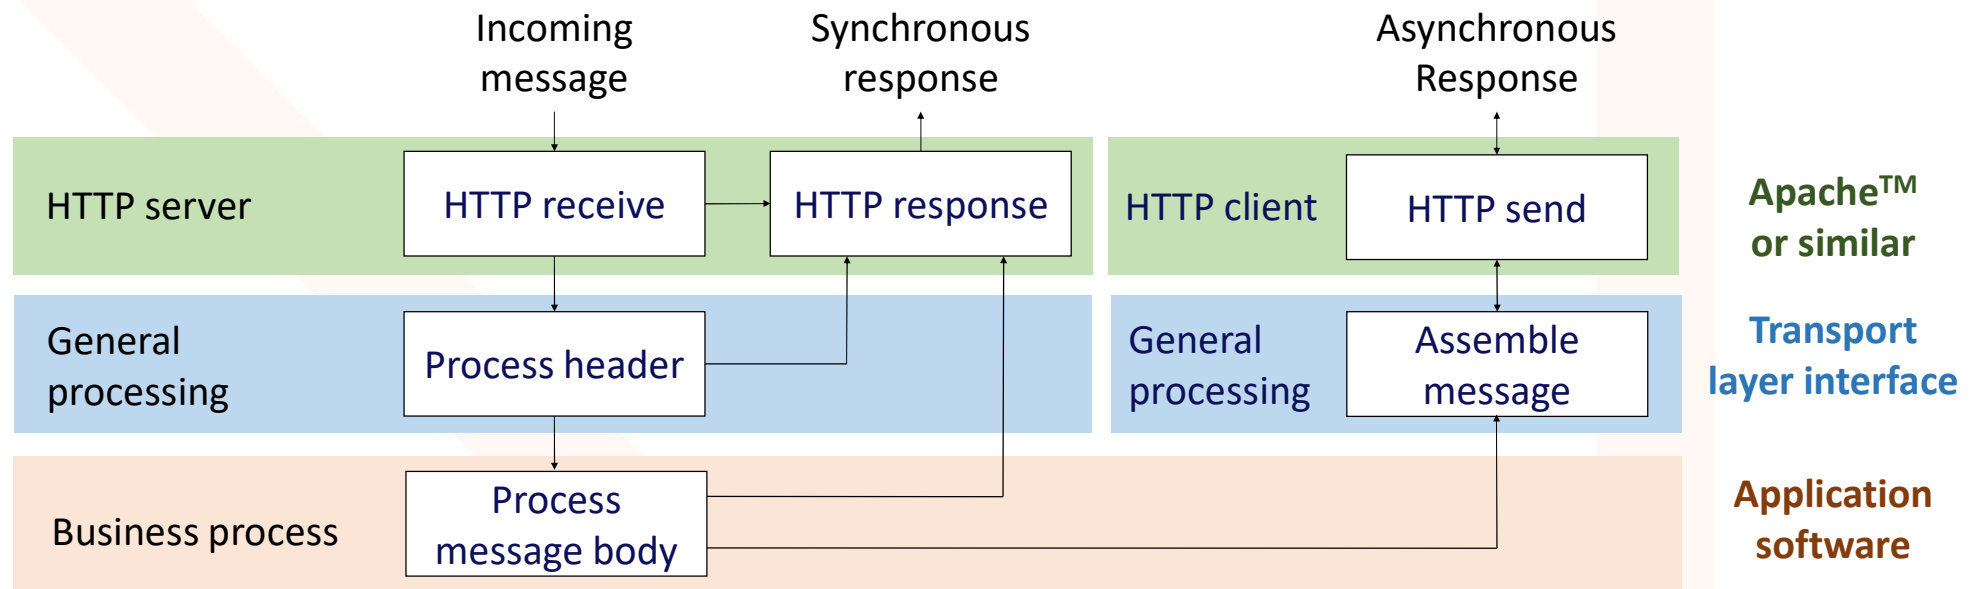 Incoming
message
Synchronous
response
Asynchronous
Response
HTTP server
HTTP receive
HTTP response
HTTP client
HTTP send
Apache™
or similar
General
processing
Process header
General
processing
Assemble
message
Transport
layer interface
Business process
Process
message body
Application
software